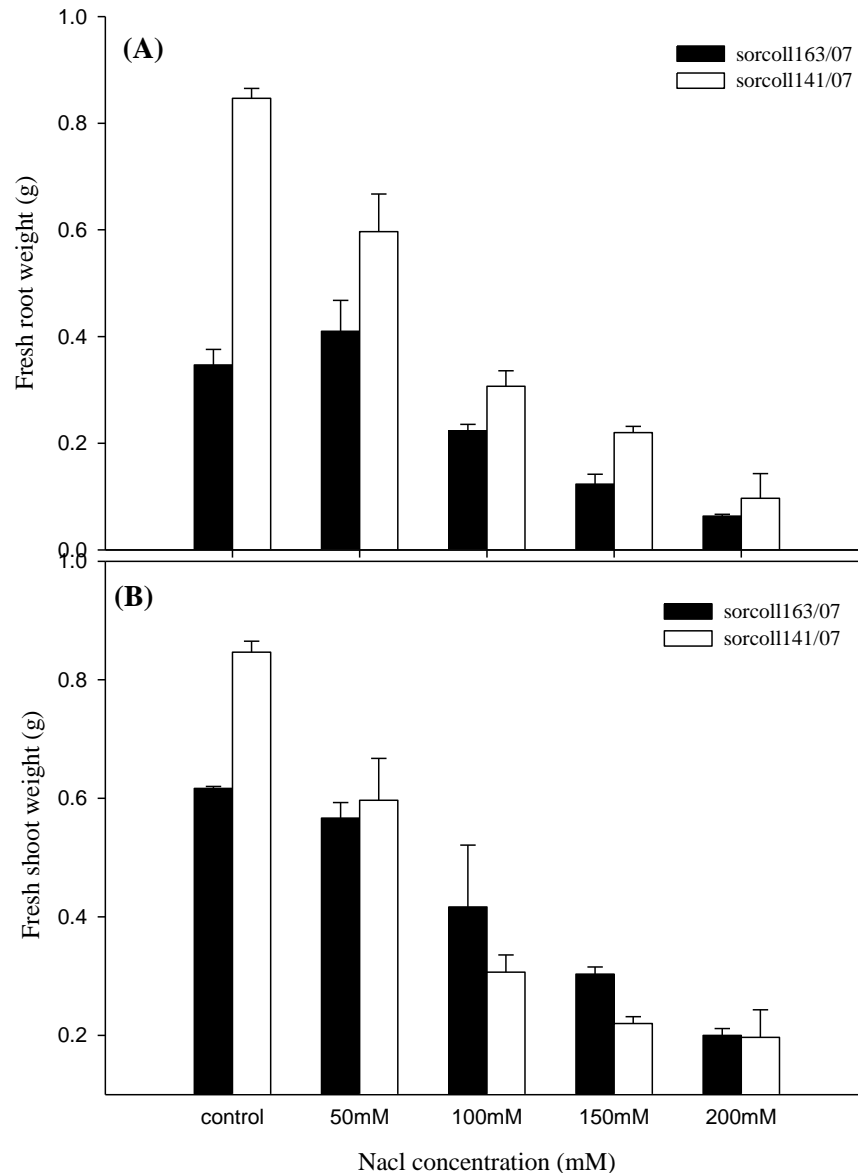 1.0
(A)
sorcoll163/07
sorcoll141/07
0.8
0.6
0.4
0.2
0.0
Fresh root weight (g)
1.0
(B)
sorcoll163/07
sorcoll141/07
0.8
0.6
0.4
0.2
Fresh shoot weight (g)
control 50mM 100mM 150mM 200mM
Nacl concentration (mM)